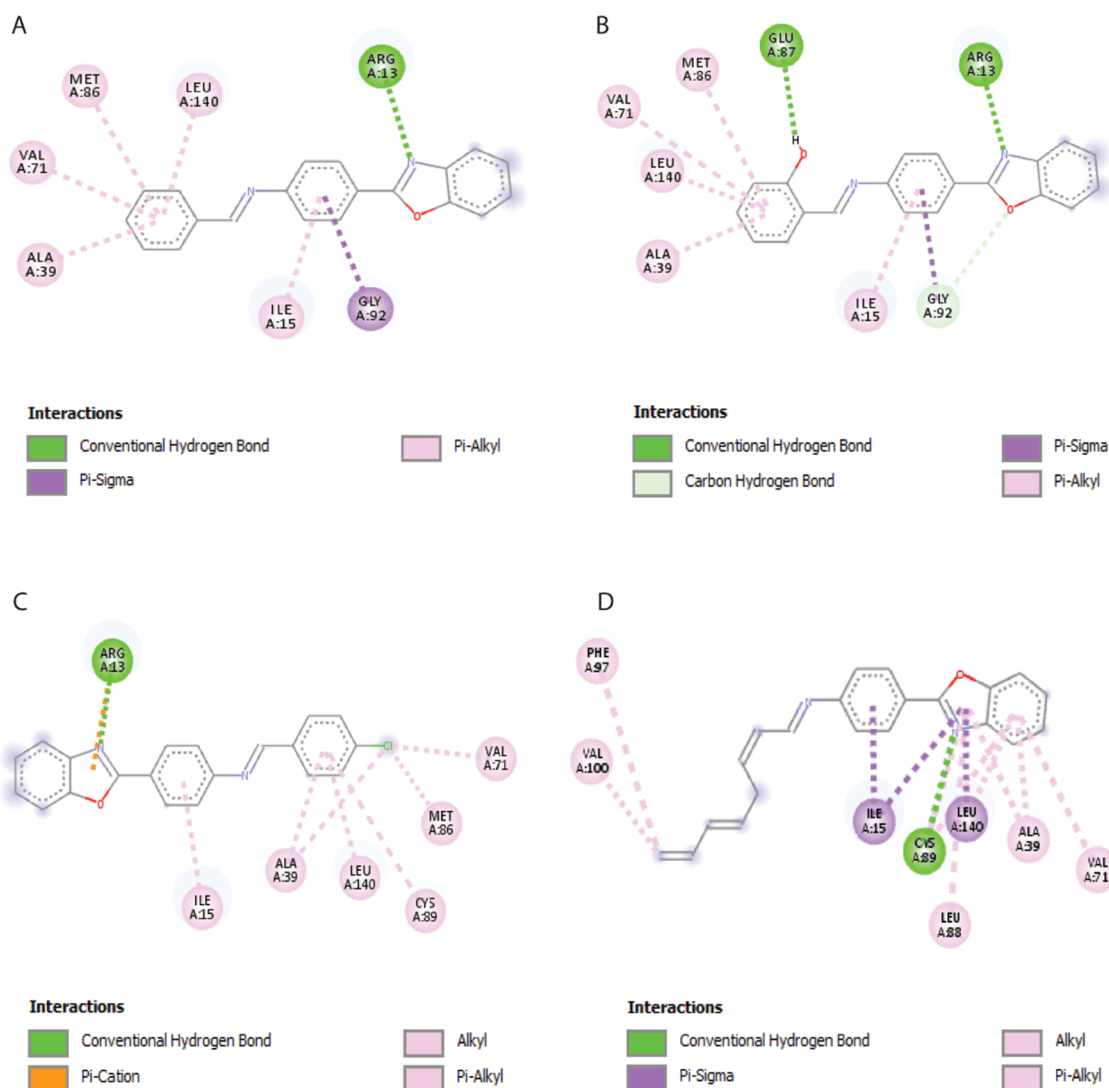 A
ARG
A:13
MET
A:86
LEU
A:140
VAL
A:71
N
N
O
ALA
A:39
ILE
A:15
GLY
A:92
Interactions
Conventional Hydrogen Bond
Pi-Alkyl
Pi-Sigma
B
GLU
A:87
ARG
A:13
MET
A:86
VAL
A:71
H
O
LEU
A:140
N
N
O
ALA
A:39
ILE
A:15
GLY
A:92
Interactions
Conventional Hydrogen Bond
Pi-Sigma
Carbon Hydrogen Bond
Pi-Alkyl
C
ARG
A:13
N
O
N
Cl
VAL
A:71
MET
A:86
ALA
A:39
LEU
A:140
CYS
A:89
ILE
A:15
Interactions
Conventional Hydrogen Bond
Alkyl
Pi-Cation
Pi-Alkyl
D
PHE
A:97
VAL
A:100
N
O
N
ILE
A:15
CYS
A:89
LEU
A:140
ALA
A:39
VAL
A:71
LEU
A:88
Interactions
Conventional Hydrogen Bond
Alkyl
Pi-Sigma
Pi-Alkyl